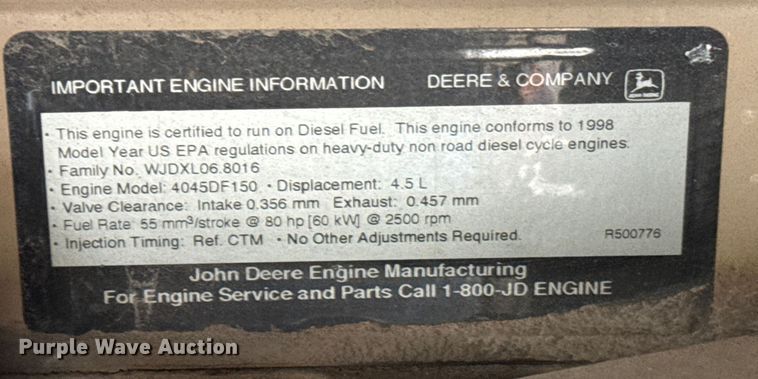 IMPORTANT ENGINE INFORMATION DEERE & COMPANY
JOHN DEERE
• This engine is certified to run on Diesel Fuel. This engine conforms to 1998
Model Year US EPA regulations on heavy-duty non road diesel cycle engines.
• Family No. WJDXL06.8016
• Engine Model: 4045DF150 • Displacement: 4.5 L
• Valve Clearance: Intake 0.356 mm Exhaust: 0.457 mm
• Fuel Rate: 55 mm³/stroke @ 80 hp [60 kW] @ 2500 rpm
• Injection Timing: Ref. CTM • No Other Adjustments Required. R500776
John Deere Engine Manufacturing
For Engine Service and Parts Call 1-800-JD ENGINE
Purple Wave Auction